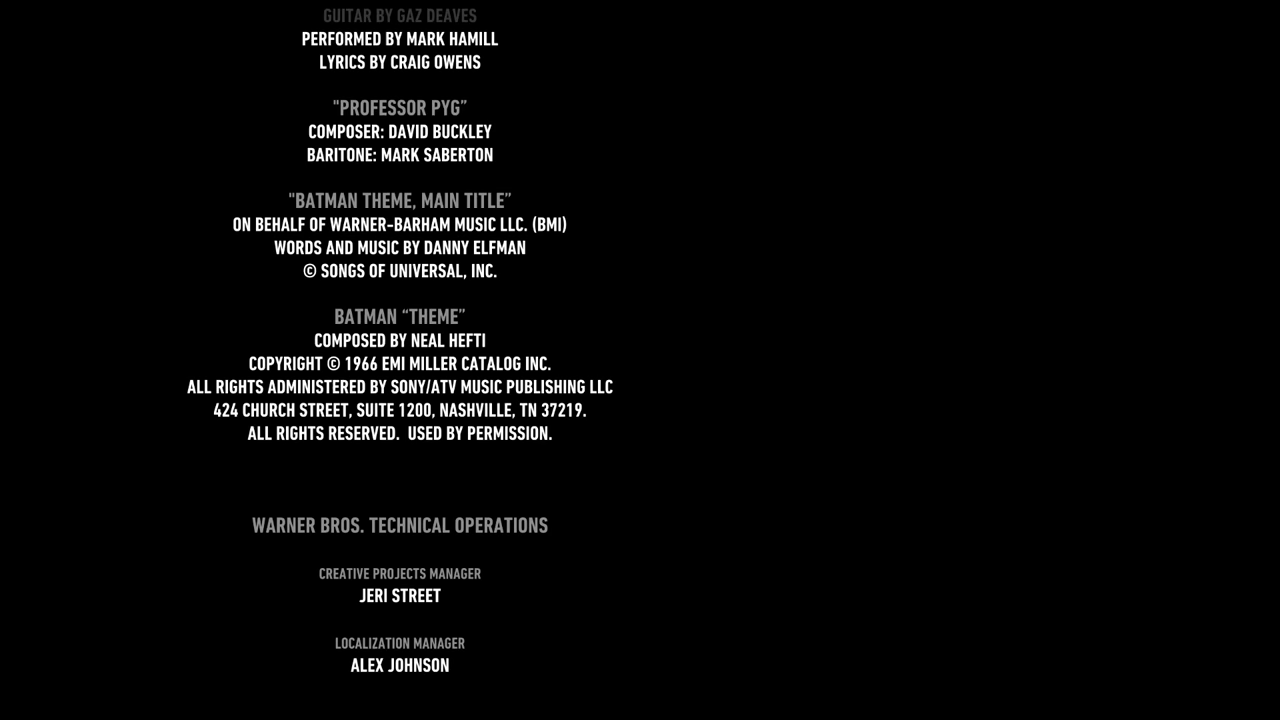 GUITAR BY GAZ DEAVES
PERFORMED BY MARK HAMILL
LYRICS BY CRAIG OWENS
"PROFESSOR PYG”
COMPOSER: DAVID BUCKLEY
BARITONE: MARK SABERTON
"BATMAN THEME, MAIN TITLE”
ON BEHALF OF WARNER-BARHAM MUSIC LLC. (BMI)
WORDS AND MUSIC BY DANNY ELFMAN
© SONGS OF UNIVERSAL, INC.
BATMAN “THEME”
COMPOSED BY NEAL HEFTI
COPYRIGHT © 1966 EMI MILLER CATALOG INC.
ALL RIGHTS ADMINISTERED BY SONY/ATV MUSIC PUBLISHING LLC
424 CHURCH STREET, SUITE 1200, NASHVILLE, TN 37219.
ALL RIGHTS RESERVED.  USED BY PERMISSION.
WARNER BROS. TECHNICAL OPERATIONS
CREATIVE PROJECTS MANAGER
JERI STREET
LOCALIZATION MANAGER
ALEX JOHNSON